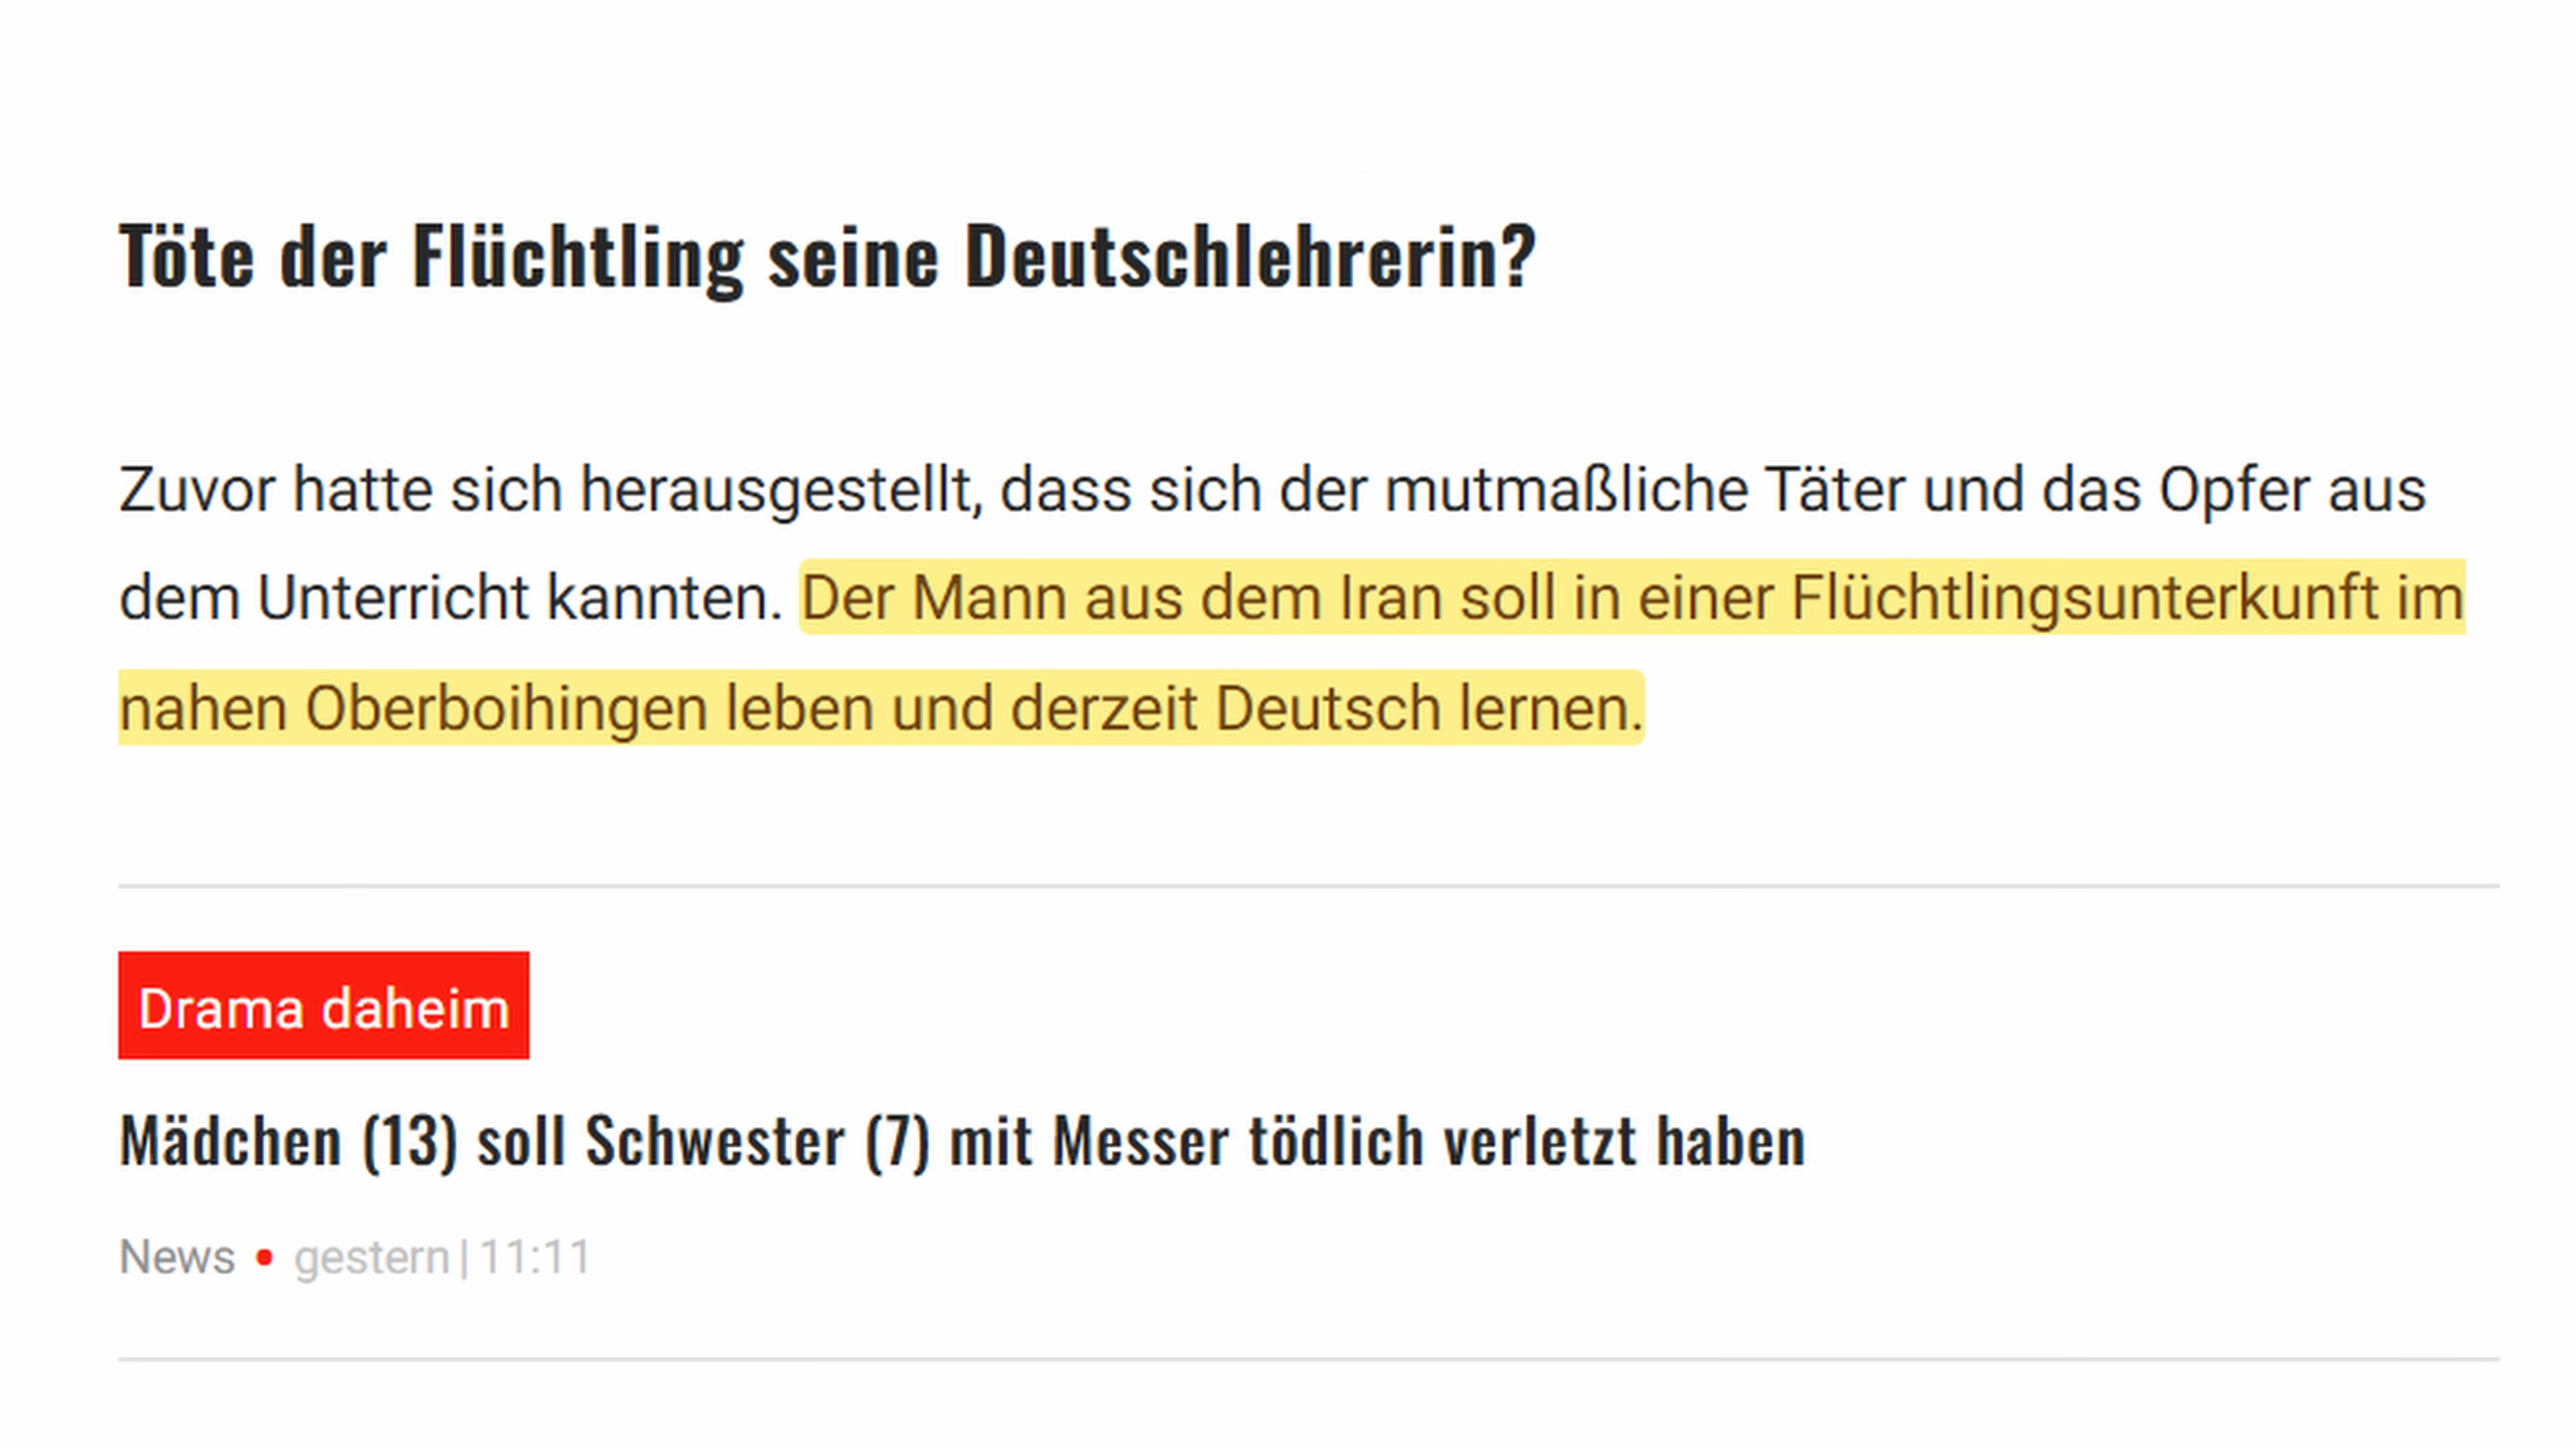 Töte der Flüchtling seine Deutschlehrerin?
Zuvor hatte sich herausgestellt, dass sich der mutmaßliche Täter und das Opfer aus
dem Unterricht kannten. Der Mann aus dem Iran soll in einer Flüchtlingsunterkunft im
nahen Oberboihingen leben und derzeit Deutsch lernen.
Drama daheim
Mädchen (13) soll Schwester (7) mit Messer tödlich verletzt haben
News • gestern | 11:11